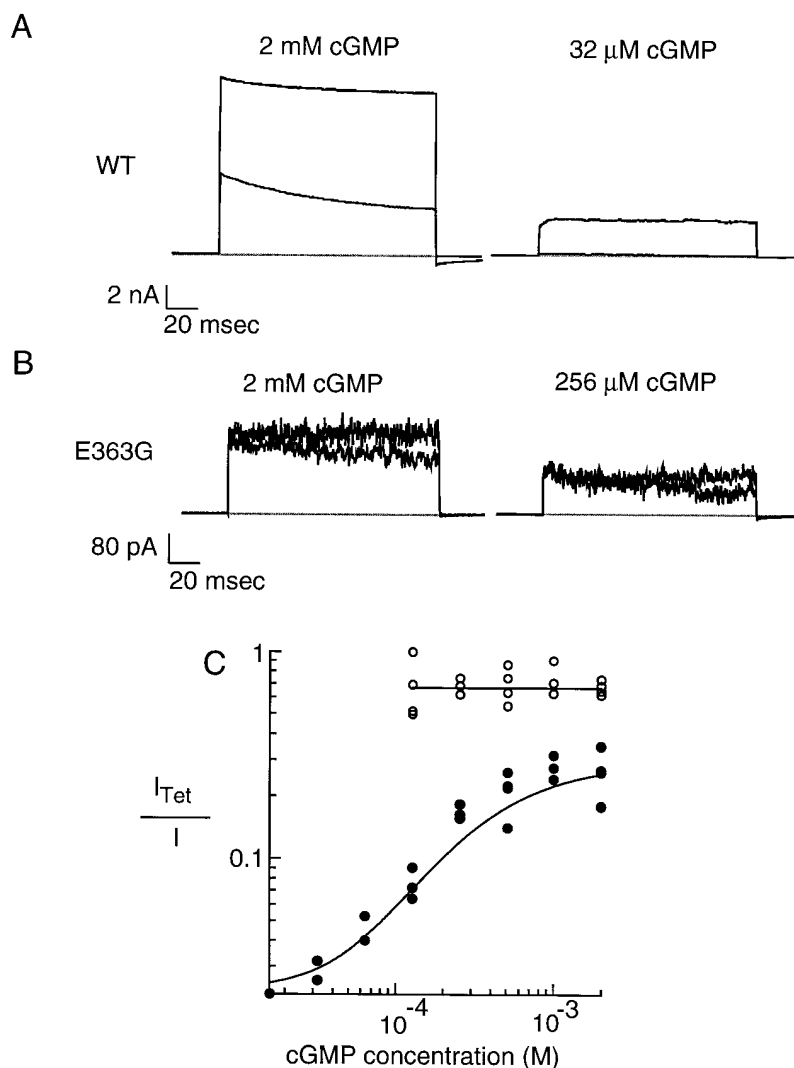 A
2 mM cGMP
32 μM cGMP
WT
2 nA
20 msec
B
2 mM cGMP
256 μM cGMP
E363G
80 pA
20 msec
C
1
I_Tet
I
0.1
10^-4
10^-3
cGMP concentration (M)